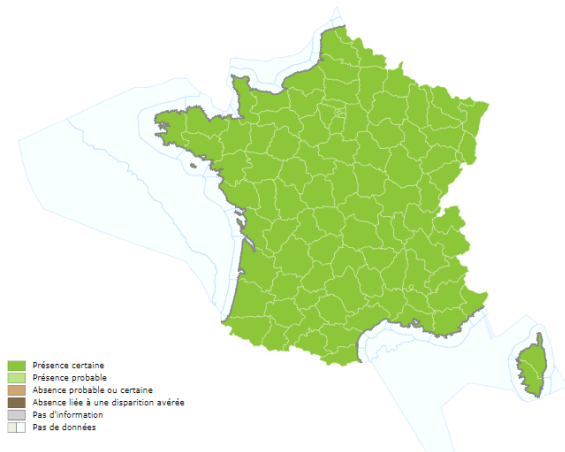 Présence certaine
Présence probable
Absence probable ou certaine
Absence liée à une disparition avérée
Pas d'information
Pas de données